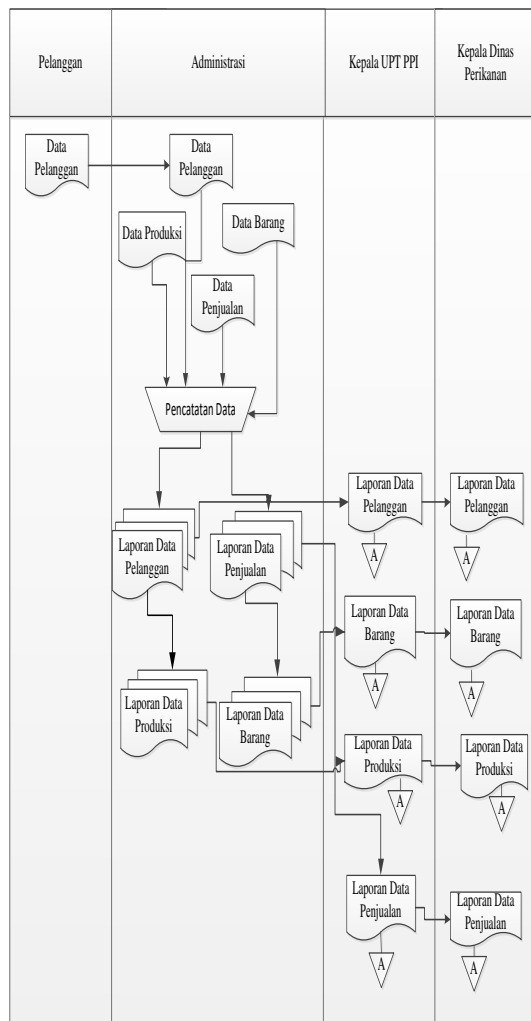 Pelanggan
Administrasi
Kepala UPT PPI
Kepala Dinas
Perikanan
Data
Pelanggan
Data
Pelanggan
Data Produksi
Data Barang
Data
Penjualan
Pencatatan Data
Laporan Data
Pelanggan
Laporan Data
Penjualan
Laporan Data
Pelanggan
A
Laporan Data
Pelanggan
A
Laporan Data
Produksi
Laporan Data
Barang
Laporan Data
Barang
A
Laporan Data
Barang
A
Laporan Data
Produksi
A
Laporan Data
Produksi
A
Laporan Data
Penjualan
A
Laporan Data
Penjualan
A